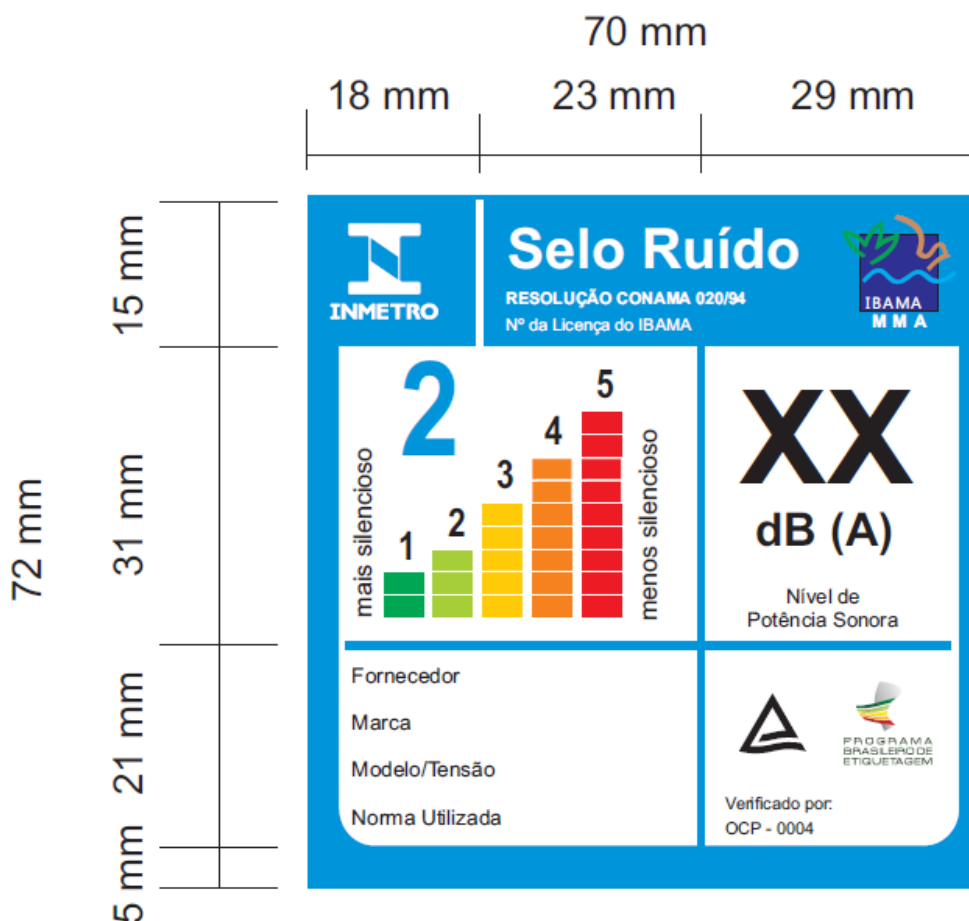 70 mm
18 mm
23 mm
29 mm
15 mm
72 mm
31 mm
21 mm
5 mm
INMETRO
Selo Ruído
RESOLUÇÃO CONAMA 020/94
Nº da Licença do IBAMA
IBAMA
MMA
2
mais silencioso
1
2
3
4
5
menos silencioso
XX
dB (A)
Nível de
Potência Sonora
Fornecedor
Marca
Modelo/Tensão
Norma Utilizada
PROGRAMA
BRASILEIRO DE
ETIQUETAGEM
Verificado por:
OCP - 0004